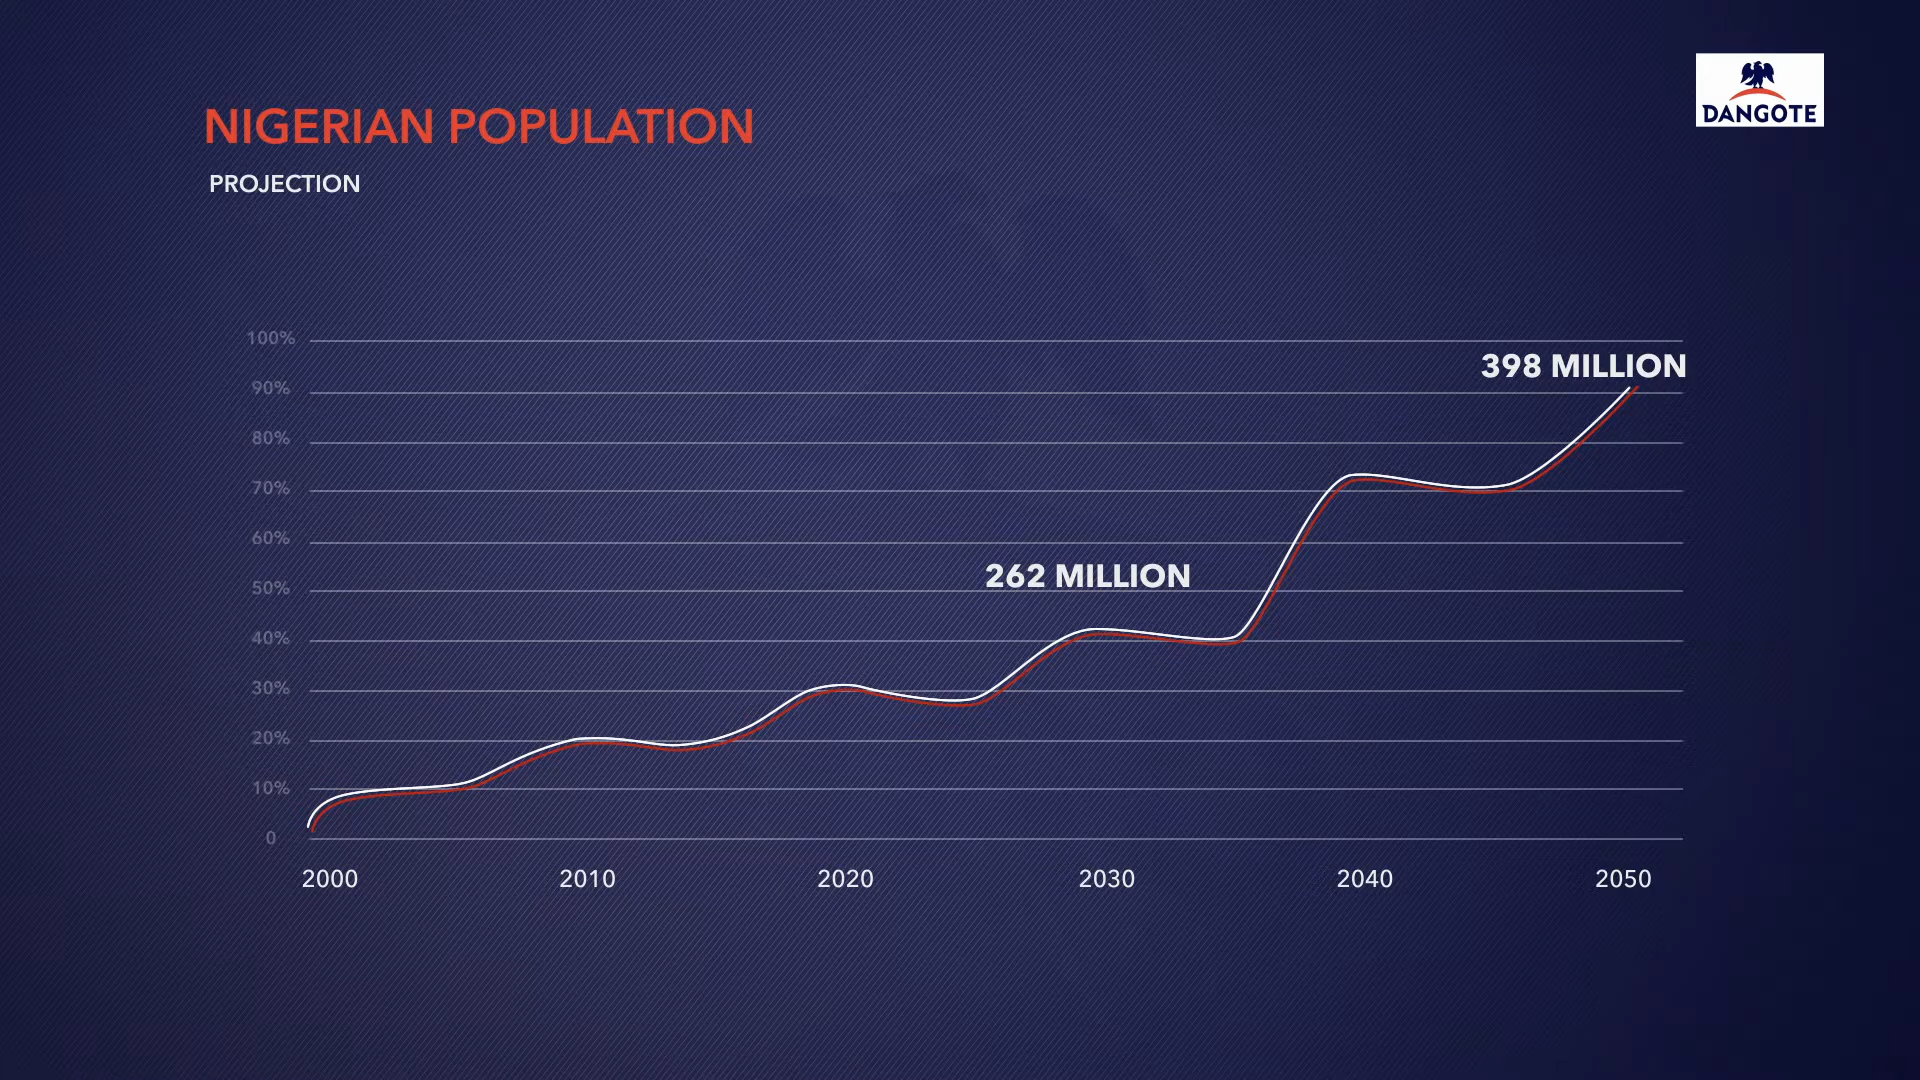 DANGOTE
NIGERIAN POPULATION
PROJECTION
100%
398 MILLION
90%
80%
70%
60%
262 MILLION
50%
40%
30%
20%
10%
0
2000 2010 2020 2030 2040 2050